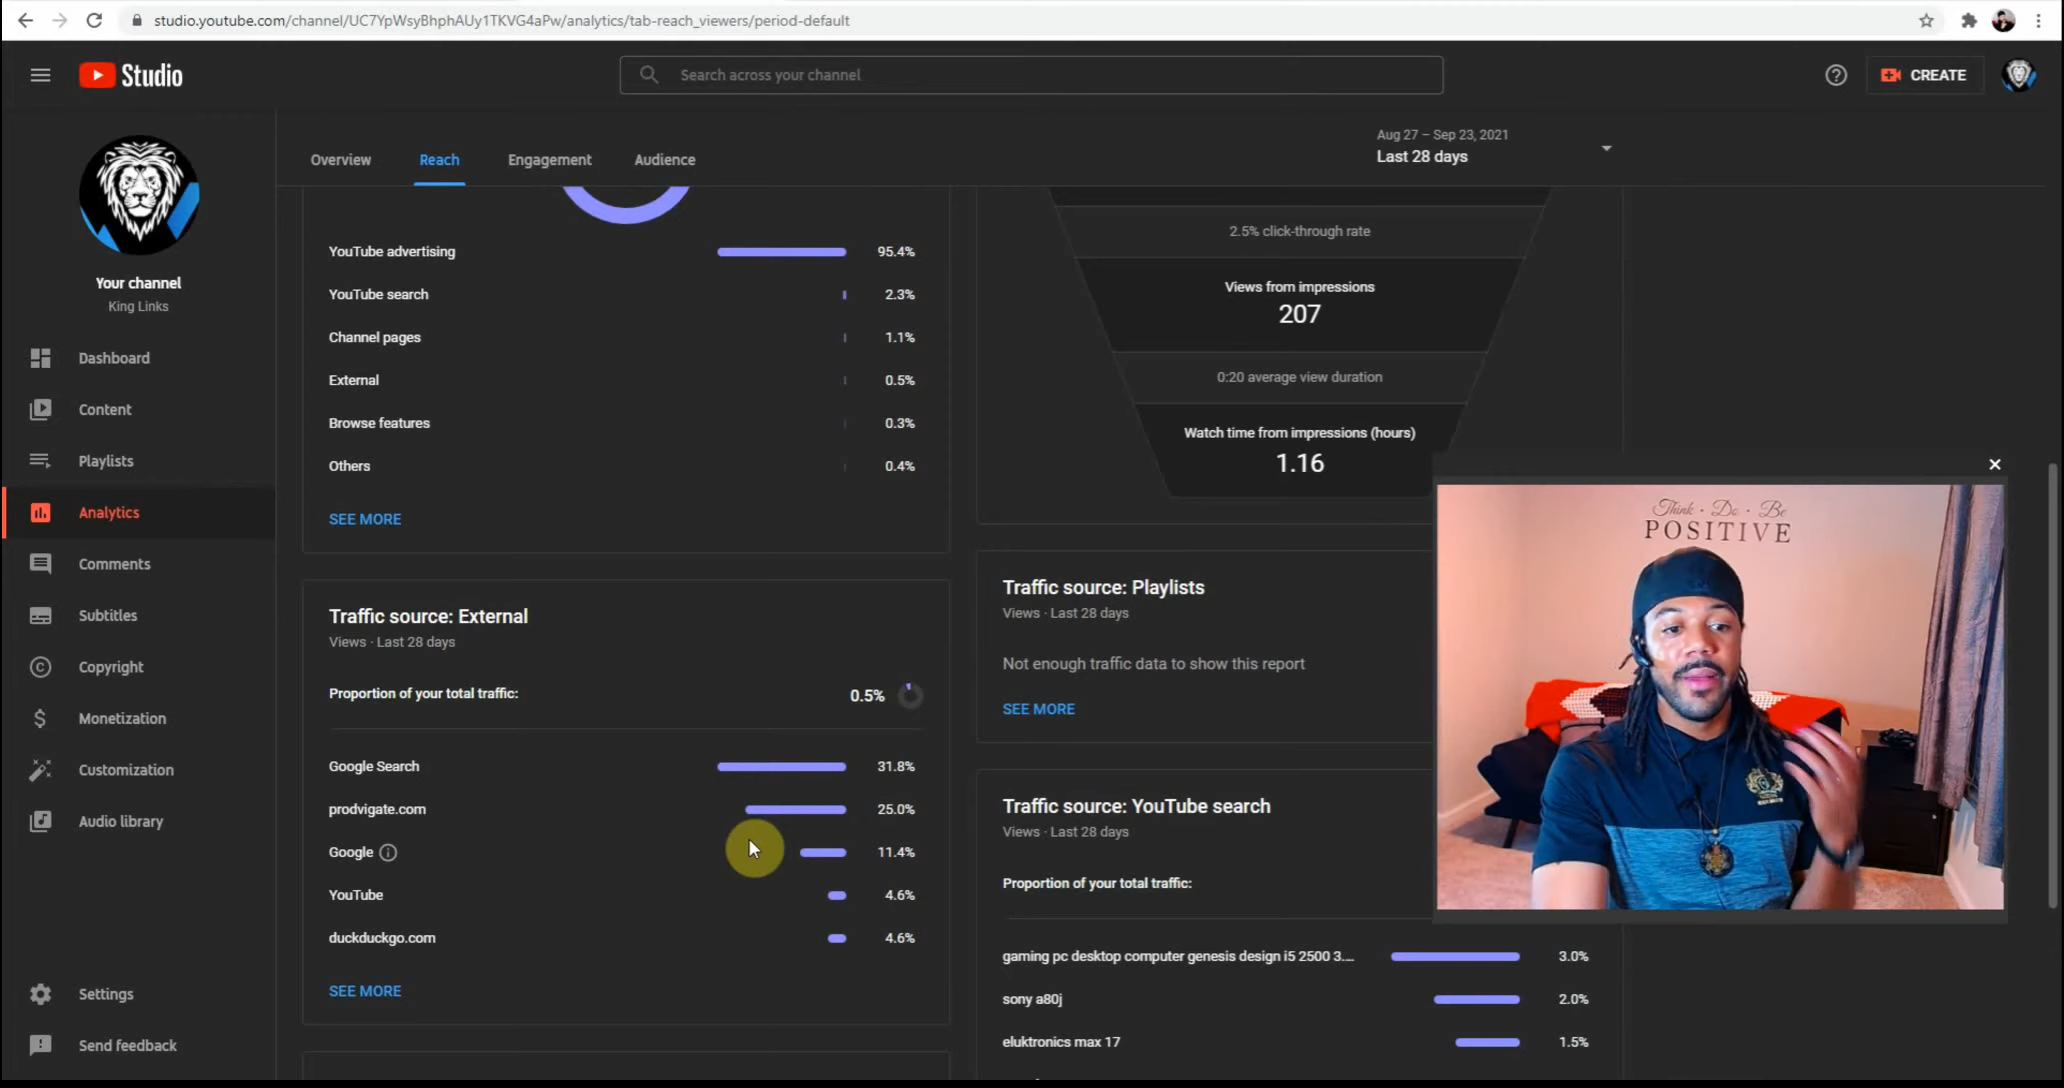 studio.youtube.com/channel/UC7YpWsyBhphAUy1TKVG4aPw/analytics/tab-reach_viewers/period-default
Studio
Search across your channel
CREATE
Your channel
King Links
Dashboard
Content
Playlists
Analytics
Comments
Subtitles
Copyright
Monetization
Customization
Audio library
Settings
Send feedback
Overview
Reach
Engagement
Audience
Aug 27 – Sep 23, 2021
Last 28 days
YouTube advertising 95.4%
YouTube search 2.3%
Channel pages 1.1%
External 0.5%
Browse features 0.3%
Others 0.4%
SEE MORE
2.5% click-through rate
Views from impressions
207
0:20 average view duration
Watch time from impressions (hours)
1.16
Traffic source: External
Views · Last 28 days
Proportion of your total traffic: 0.5%
Google Search 31.8%
prodvigate.com 25.0%
Google 11.4%
YouTube 4.6%
duckduckgo.com 4.6%
SEE MORE
Traffic source: Playlists
Views · Last 28 days
Not enough traffic data to show this report
SEE MORE
Traffic source: YouTube search
Views · Last 28 days
Proportion of your total traffic:
gaming pc desktop computer genesis design i5 2500 3.... 3.0%
sony a80j 2.0%
eluktronics max 17 1.5%
Think · Do · Be
POSITIVE